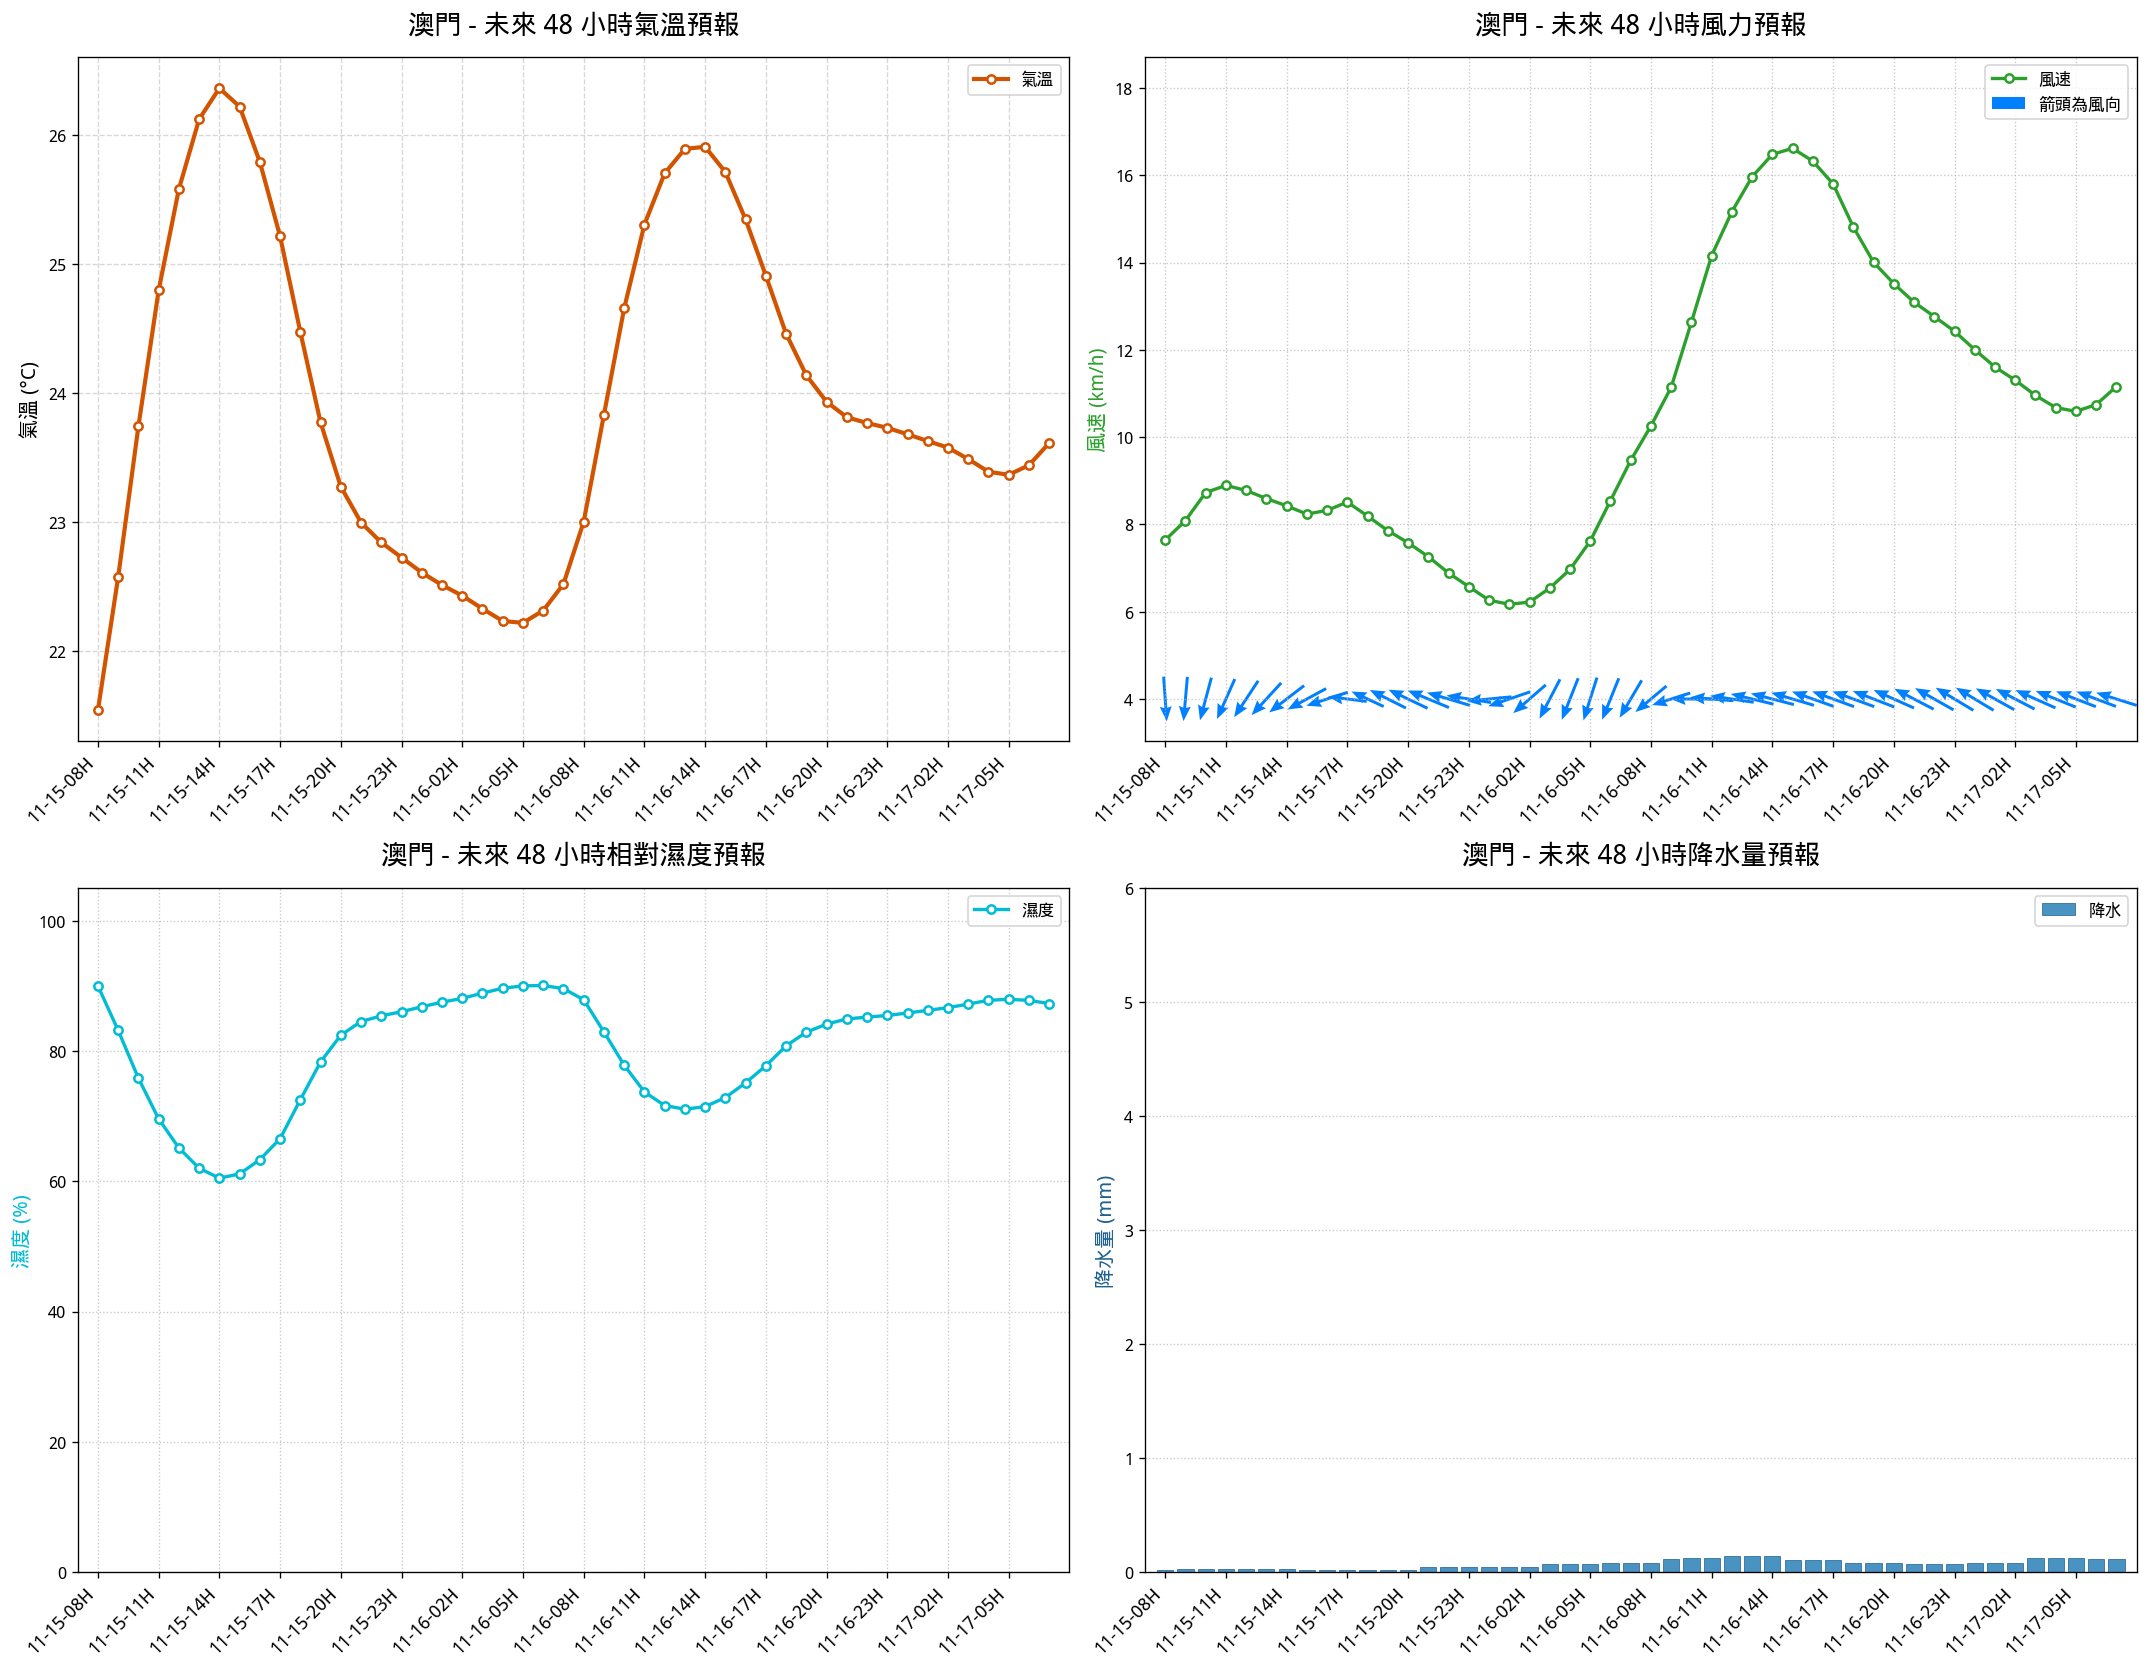 澳門 - 未來 48 小時氣溫預報
氣溫
26
25
24
23
22
氣溫 (°C)
11-15-08H
11-15-11H
11-15-14H
11-15-17H
11-15-20H
11-15-23H
11-16-02H
11-16-05H
11-16-08H
11-16-11H
11-16-14H
11-16-17H
11-16-20H
11-16-23H
11-17-02H
11-17-05H
澳門 - 未來 48 小時風力預報
風速
箭頭為風向
18
16
14
12
10
8
6
4
風速 (km/h)
11-15-08H
11-15-11H
11-15-14H
11-15-17H
11-15-20H
11-15-23H
11-16-02H
11-16-05H
11-16-08H
11-16-11H
11-16-14H
11-16-17H
11-16-20H
11-16-23H
11-17-02H
11-17-05H
澳門 - 未來 48 小時相對濕度預報
濕度
100
80
60
40
20
0
濕度 (%)
11-15-08H
11-15-11H
11-15-14H
11-15-17H
11-15-20H
11-15-23H
11-16-02H
11-16-05H
11-16-08H
11-16-11H
11-16-14H
11-16-17H
11-16-20H
11-16-23H
11-17-02H
11-17-05H
澳門 - 未來 48 小時降水量預報
降水
6
5
4
3
2
1
0
降水量 (mm)
11-15-08H
11-15-11H
11-15-14H
11-15-17H
11-15-20H
11-15-23H
11-16-02H
11-16-05H
11-16-08H
11-16-11H
11-16-14H
11-16-17H
11-16-20H
11-16-23H
11-17-02H
11-17-05H